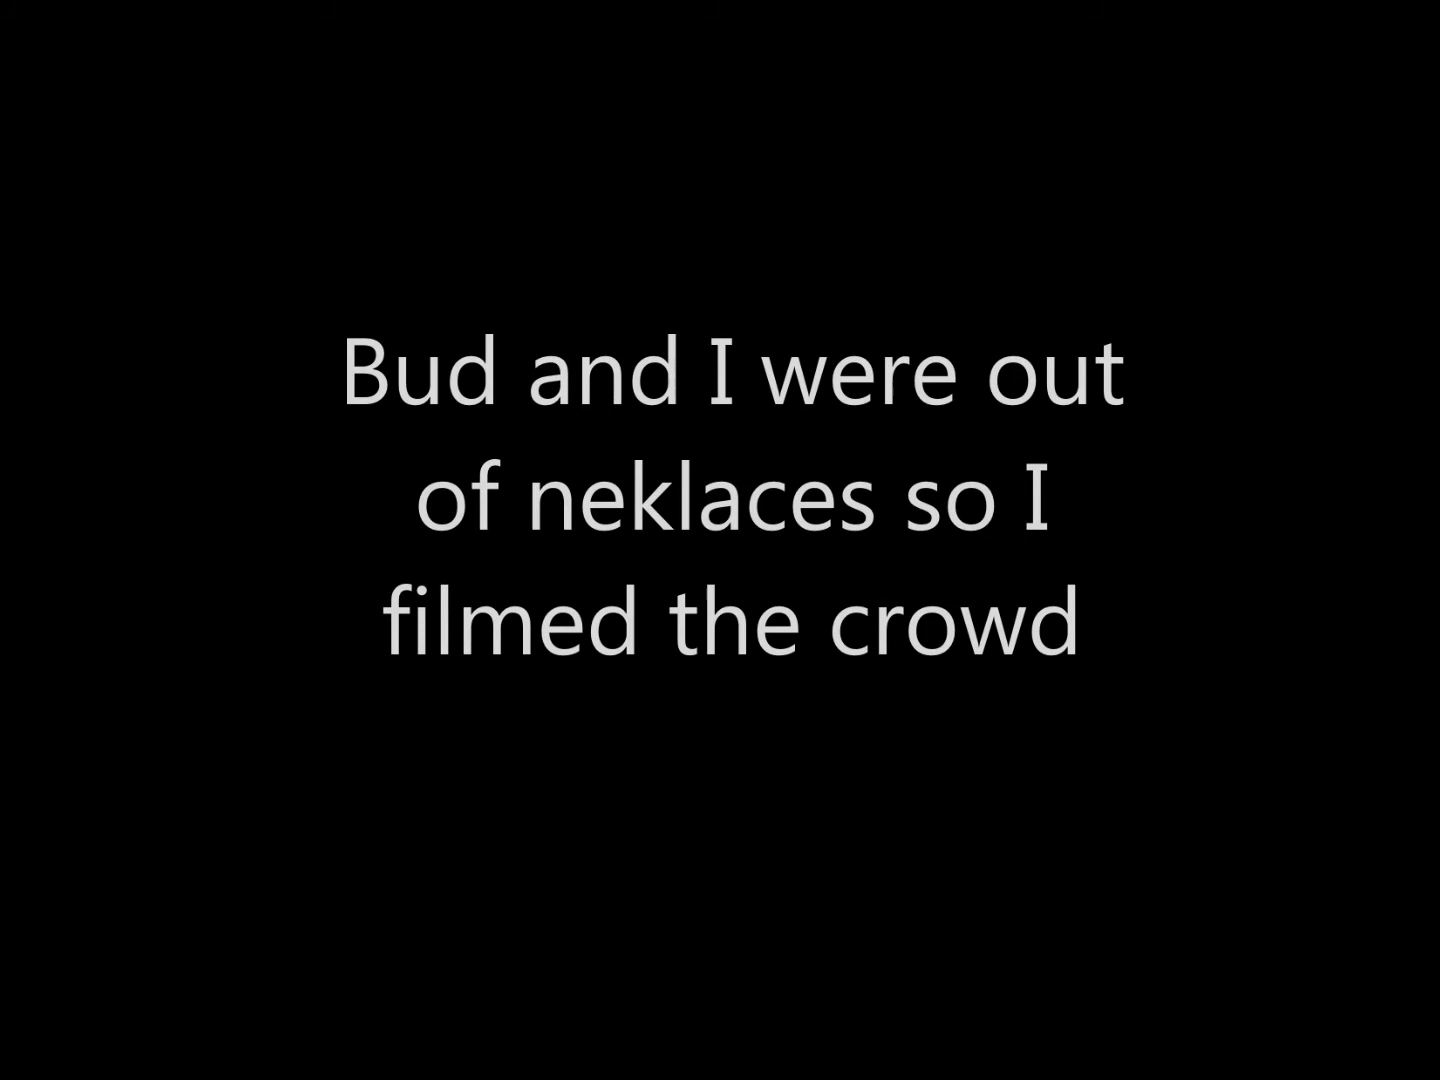 Bud and I were out
of neklaces so I
filmed the crowd